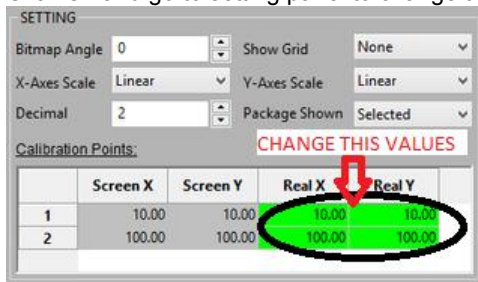 SETTING
Bitmap Angle 0 Show Grid None
X-Axes Scale Linear Y-Axes Scale Linear
Decimal 2 Package Shown Selected
Calibration Points: CHANGE THIS VALUES
Screen X Screen Y Real X Real Y
1 10.00 10.00 10.00 10.00
2 100.00 100.00 100.00 100.00